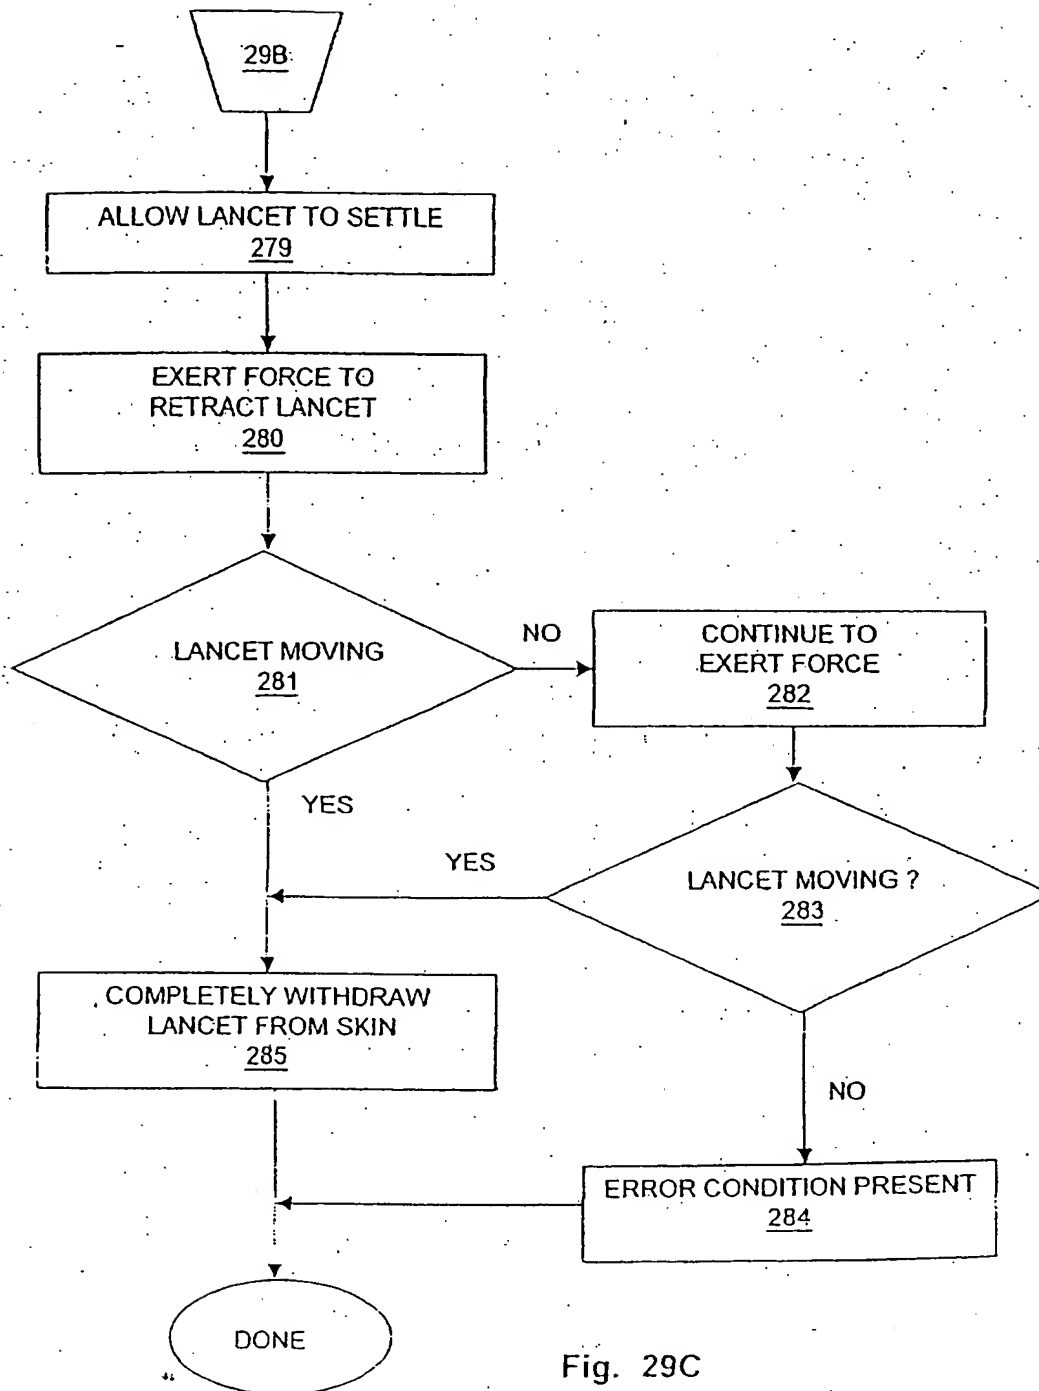 29B
ALLOW LANCET TO SETTLE
279
EXERT FORCE TO
RETRACT LANCET
280
LANCET MOVING
281
NO
CONTINUE TO
EXERT FORCE
282
YES
YES
LANCET MOVING ?
283
COMPLETELY WITHDRAW
LANCET FROM SKIN
285
NO
ERROR CONDITION PRESENT
284
DONE
Fig. 29C